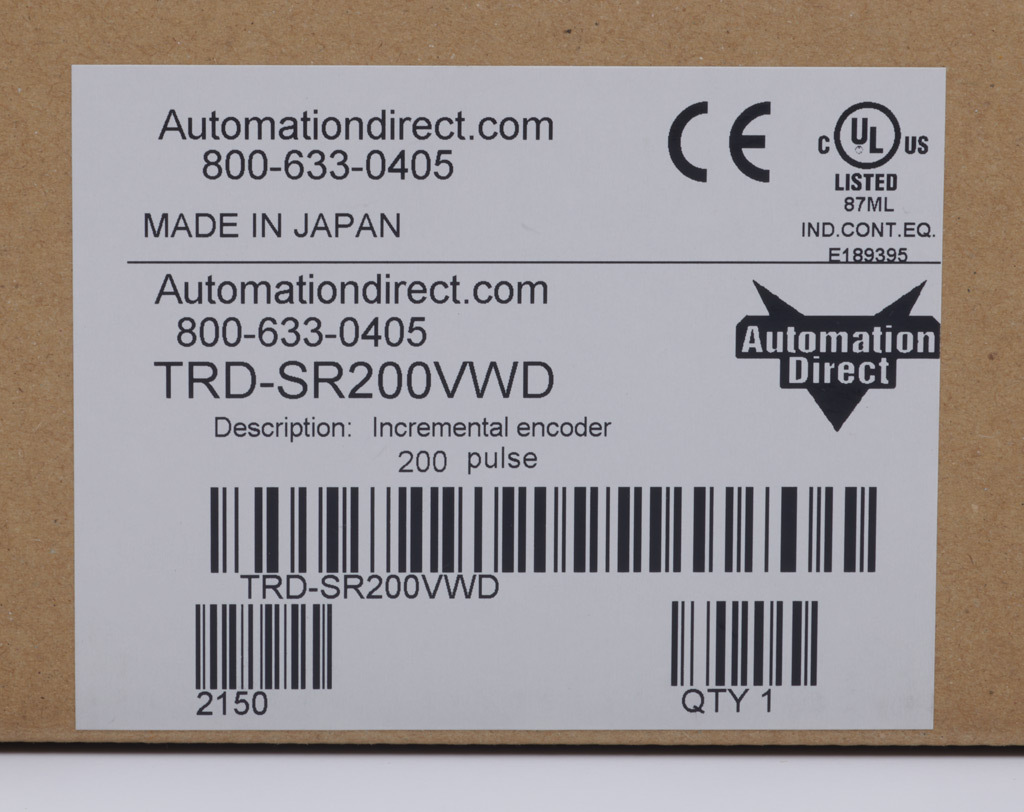 Automationdirect.com
800-633-0405
CE
C UL US
LISTED
87ML
IND.CONT.EQ.
E189395
MADE IN JAPAN
Automationdirect.com
800-633-0405
TRD-SR200VWD
Automation
Direct
Description: Incremental encoder
200 pulse
TRD-SR200VWD
2150
QTY 1